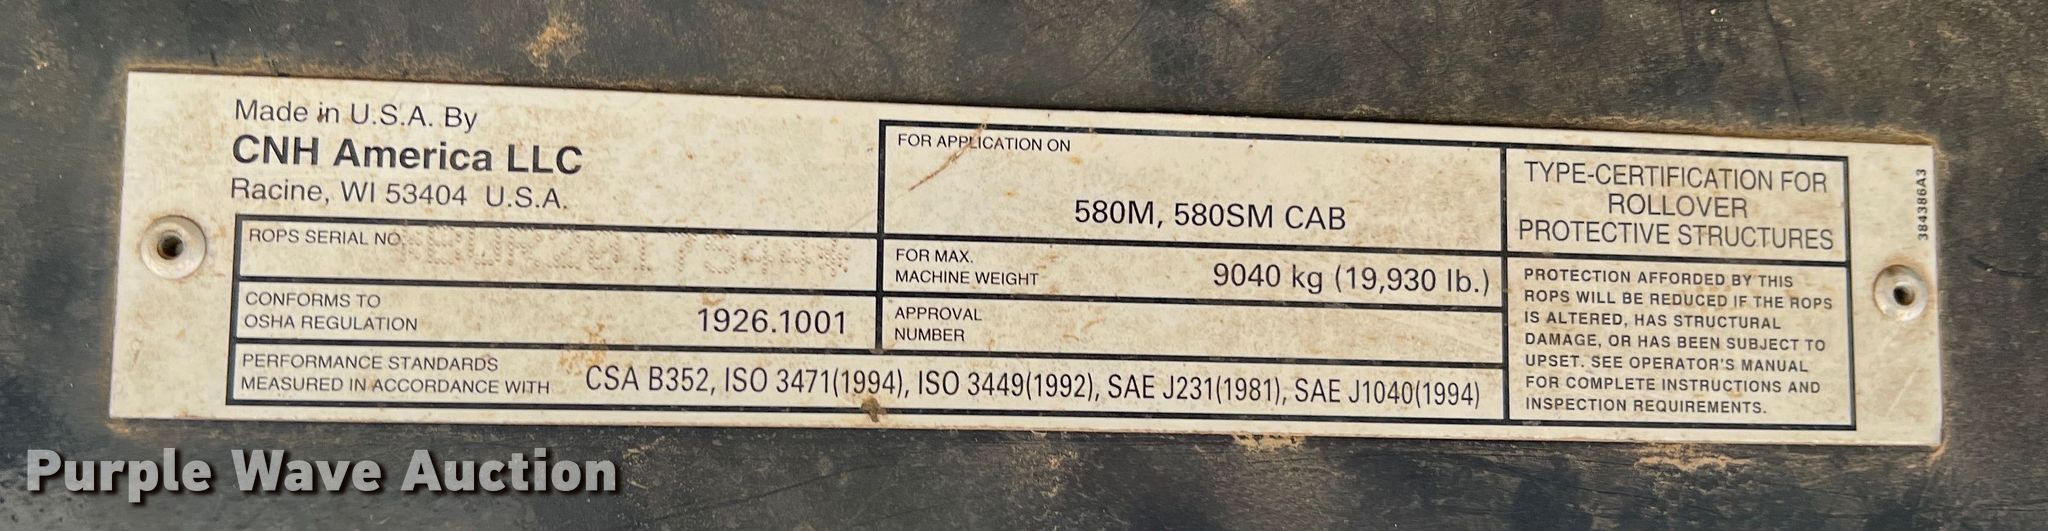 Made in U.S.A. By
CNH America LLC
Racine, WI 53404 U.S.A.
ROPS SERIAL NO.
CONFORMS TO
OSHA REGULATION
1926.1001
PERFORMANCE STANDARDS
MEASURED IN ACCORDANCE WITH
CSA B352, ISO 3471(1994), ISO 3449(1992), SAE J231(1981), SAE J1040(1994)
FOR APPLICATION ON
580M, 580SM CAB
FOR MAX.
MACHINE WEIGHT
9040 kg (19,930 lb.)
APPROVAL
NUMBER
TYPE-CERTIFICATION FOR
ROLLOVER
PROTECTIVE STRUCTURES
PROTECTION AFFORDED BY THIS
ROPS WILL BE REDUCED IF THE ROPS
IS ALTERED, HAS STRUCTURAL
DAMAGE, OR HAS BEEN SUBJECT TO
UPSET. SEE OPERATOR'S MANUAL
FOR COMPLETE INSTRUCTIONS AND
INSPECTION REQUIREMENTS.
384386A3
Purple Wave Auction